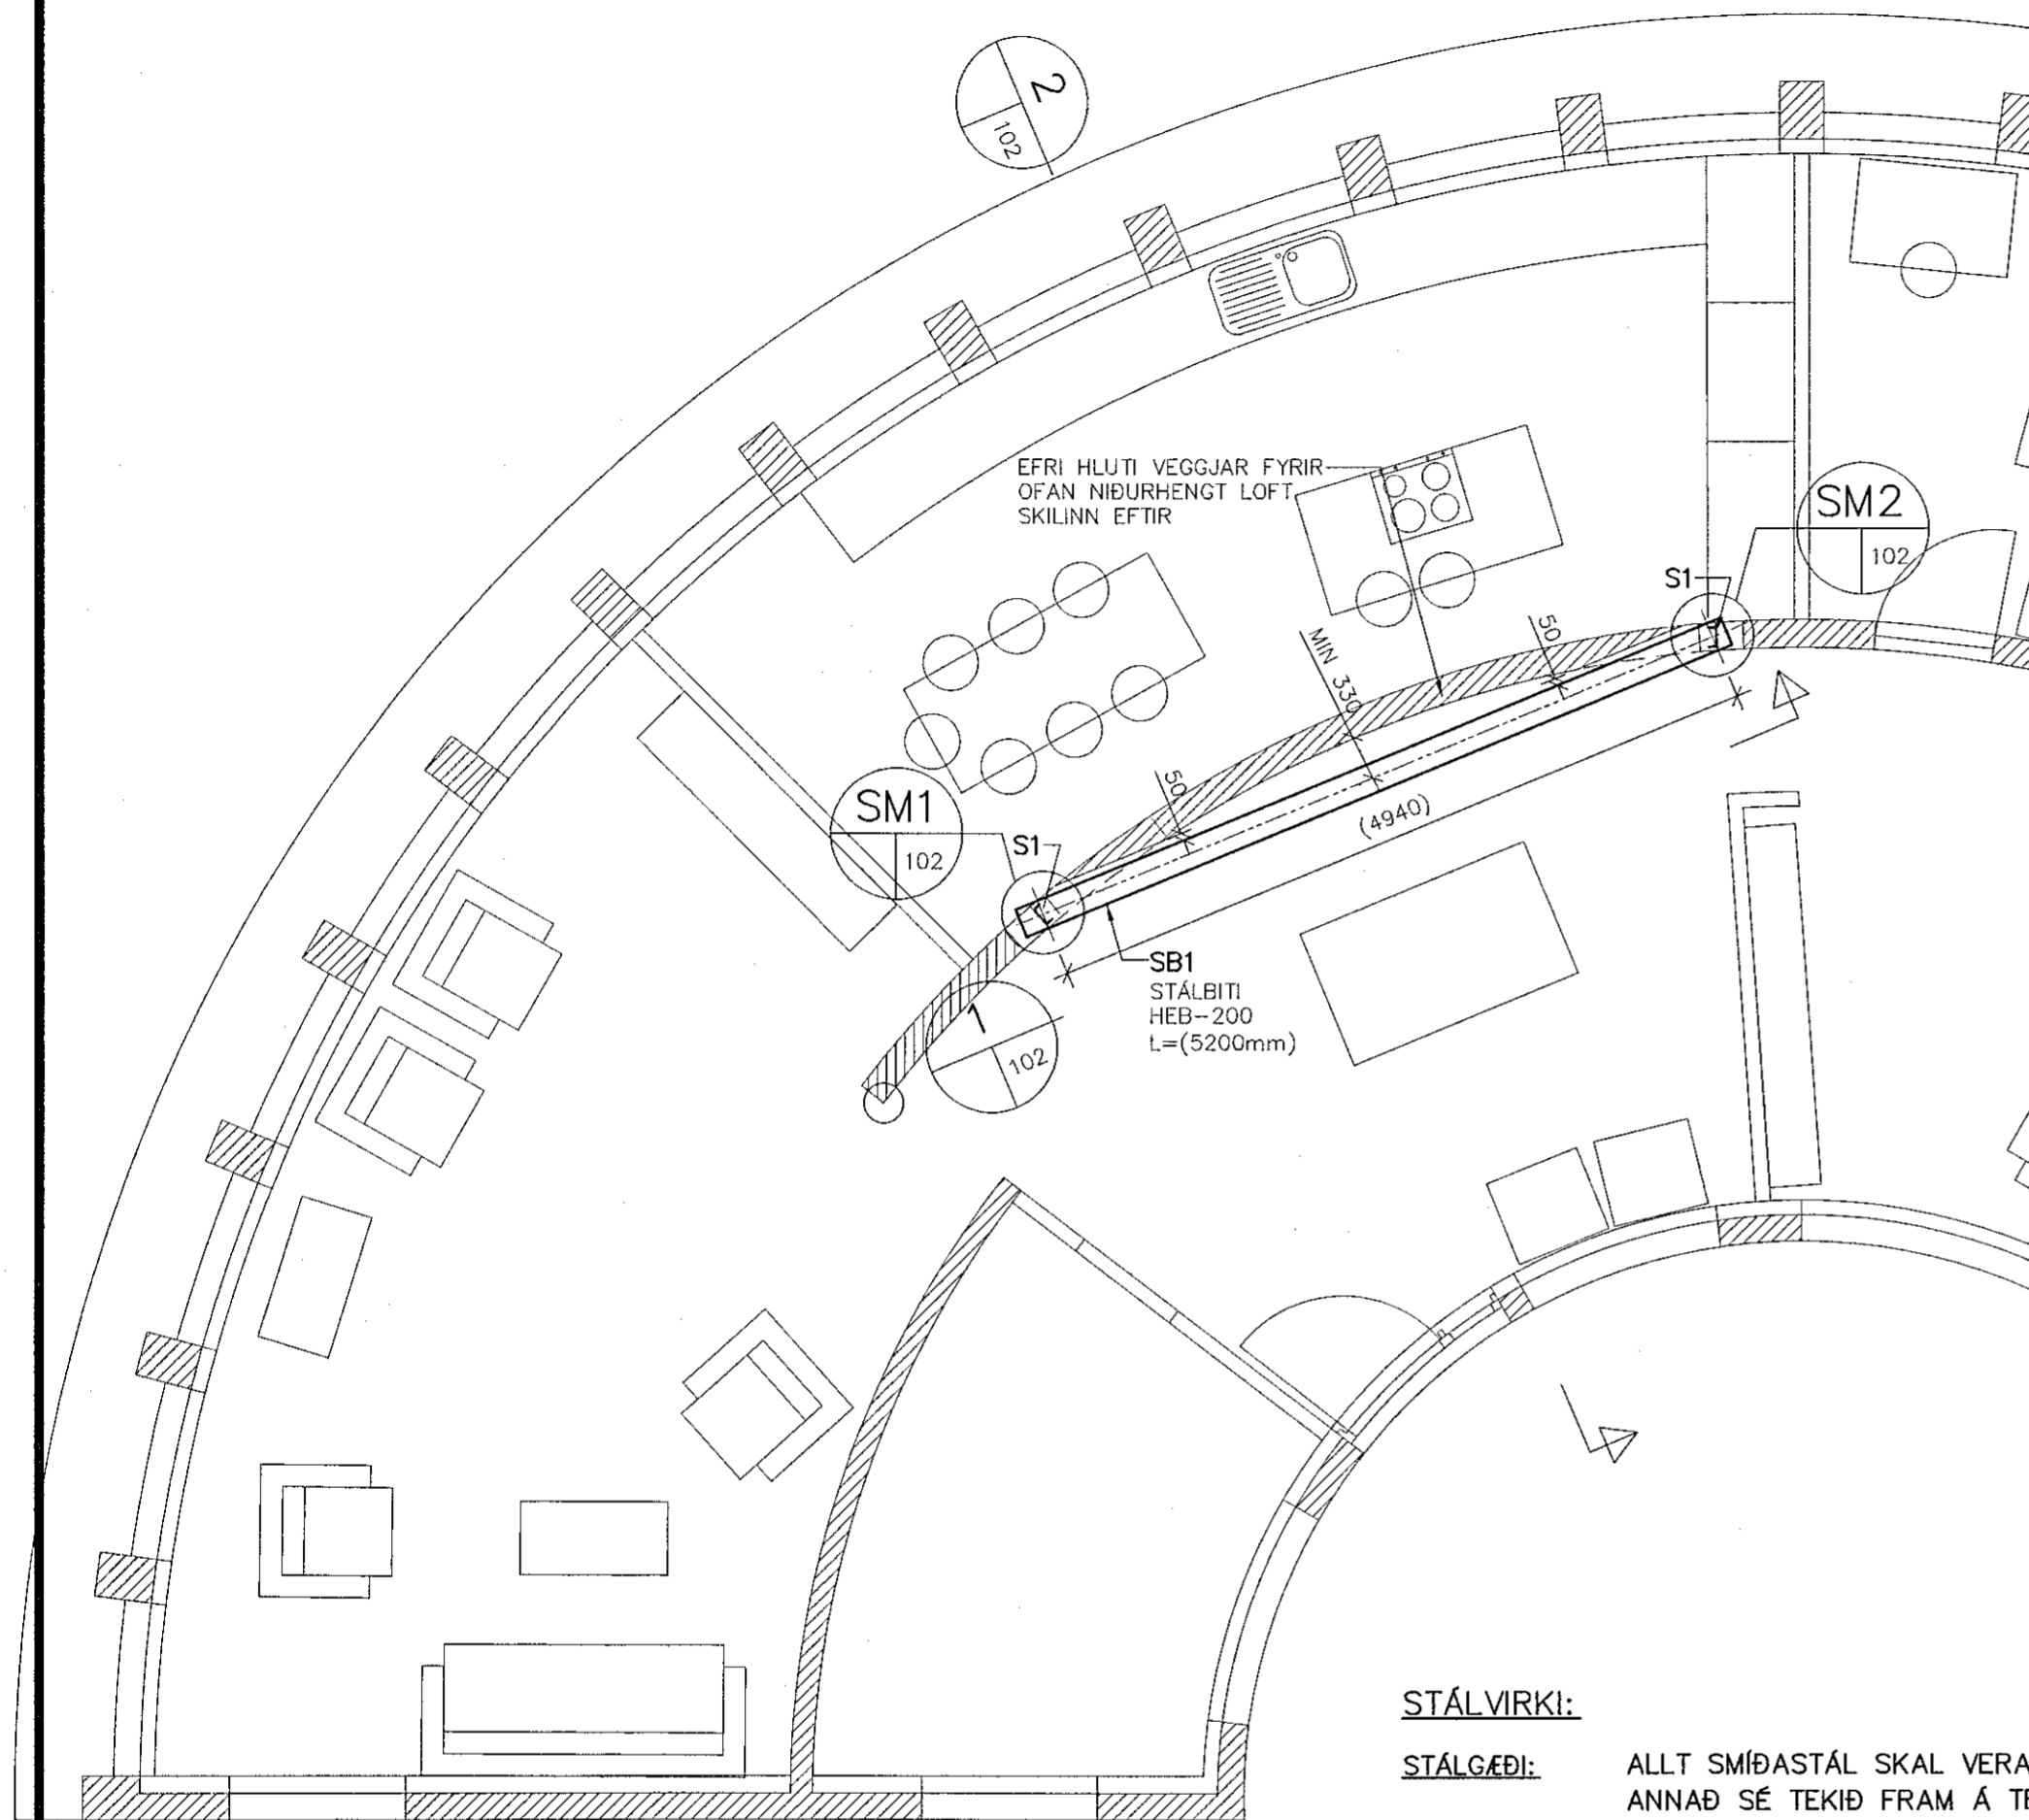 2
102
EFRI HLUTI VEGGJAR FYRIR
OFAN NIÐURHENGT LOFT
SKILINN EFTIR
SM2
102
S1
50
MIN 330
50
(4940)
SM1
102
S1
SB1
STÁLBITI
HEB-200
L=(5200mm)
1
102
STÁLVIRKI:
STÁLGÆÐI: ALLT SMÍÐASTÁL SKAL VERA
ANNAÐ SÉ TEKIÐ FRAM Á